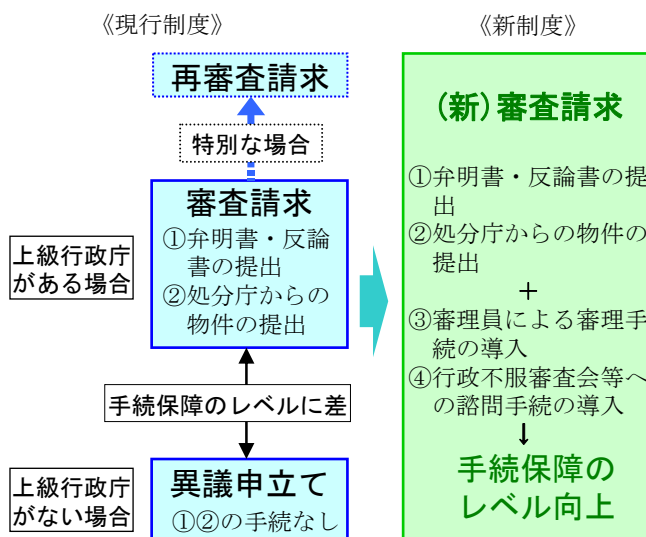 《現行制度》
再審査請求
特別な場合
審査請求
①弁明書・反論
書の提出
②処分庁からの
物件の提出
上級行政庁
がある場合
手続保障のレベルに差
上級行政庁
がない場合
異議申立て
①②の手続なし
《新制度》
(新)審査請求
①弁明書・反論書の提
出
②処分庁からの物件の
提出
+
③審理員による審理手
続の導入
④行政不服審査会等へ
の諮問手続の導入
↓
手続保障の
レベル向上